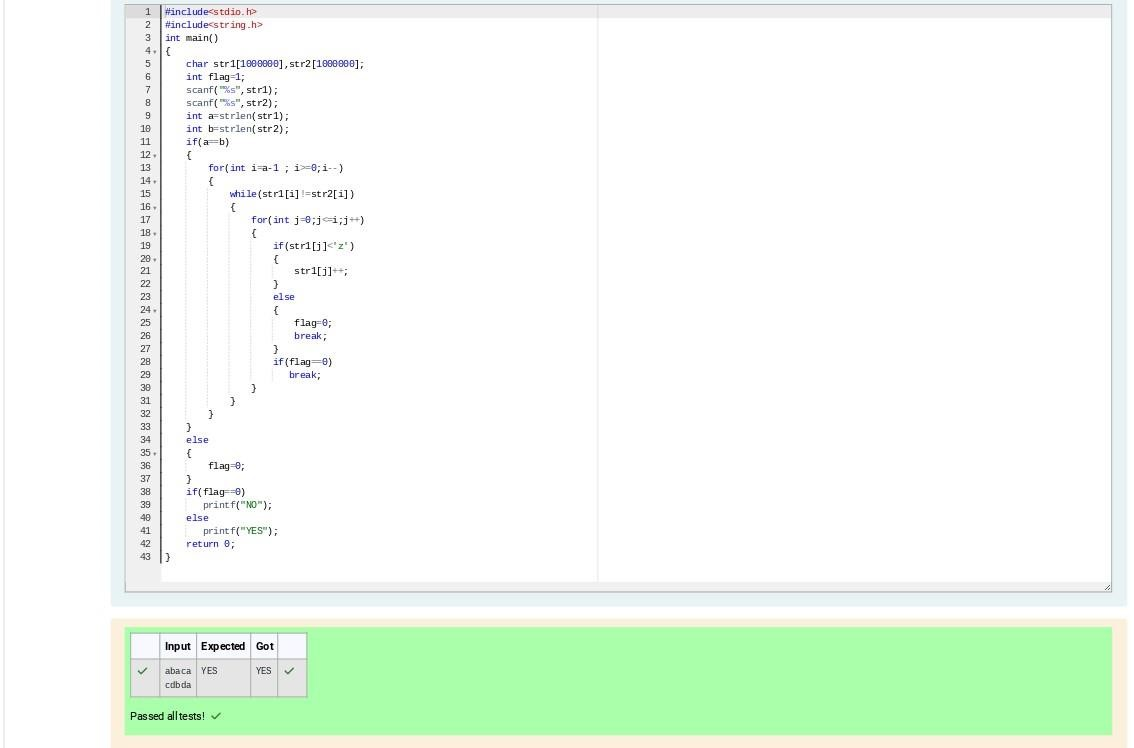 1 #include<stdio.h>
2 #include<string.h>
3 int main()
4 {
5     char str1[1000000],str2[1000000];
6     int flag=1;
7     scanf("%s",str1);
8     scanf("%s",str2);
9     int a=strlen(str1);
10     int b=strlen(str2);
11     if(a==b)
12     {
13         for(int i=a-1 ; i>=0;i--)
14         {
15             while(str1[i]!=str2[i])
16             {
17                 for(int j=0;j<=i;j++)
18                 {
19                     if(str1[j]<'z')
20                     {
21                         str1[j]++;
22                     }
23                     else
24                     {
25                         flag=0;
26                         break;
27                     }
28                     if(flag==0)
29                        break;
30                 }
31             }
32         }
33     }
34     else
35     {
36         flag=0;
37     }
38     if(flag==0)
39        printf("NO");
40     else
41        printf("YES");
42     return 0;
43 }
Input Expected Got
abaca YES YES
cdbda
Passed all tests!